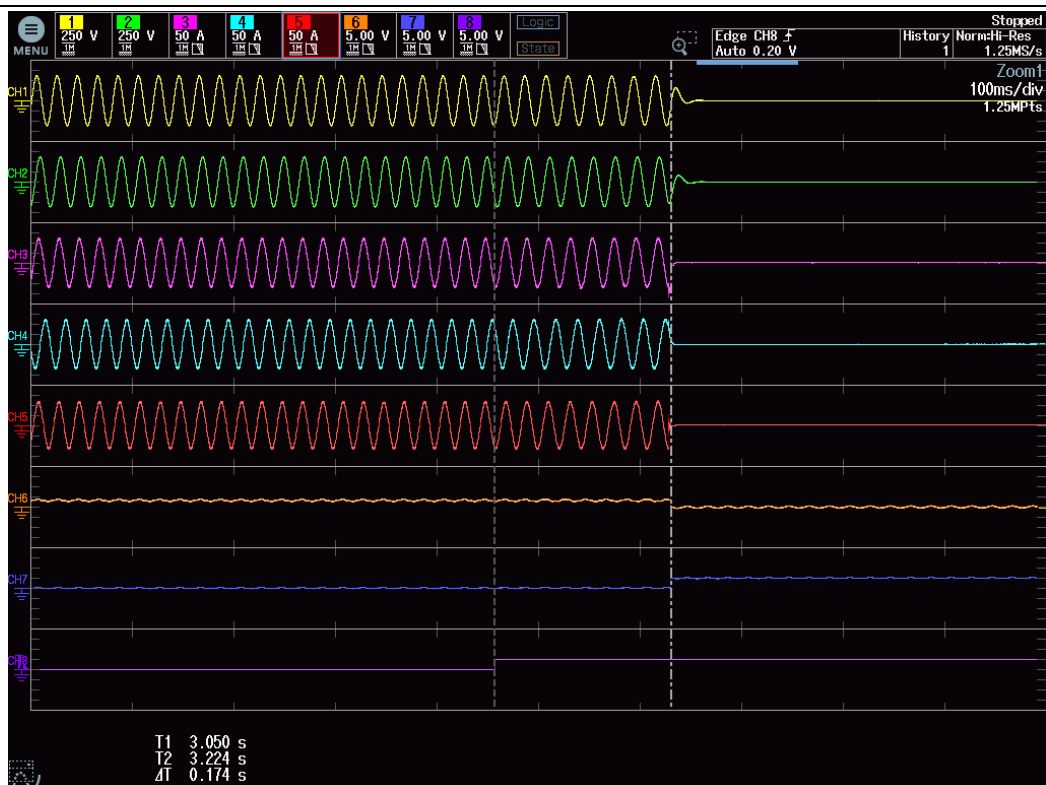 MENU
1 2 3 4 5 6 7 8 Logic
250 V 250 V 50 A 50 A 50 A 5.00 V 5.00 V 5.00 V
1M 1M 1M 1M 1M 1M 1M 1M State
Edge CH8
Auto 0.20 V
Stopped
History Norm:Hi-Res
1 1.25MS/s
Zoom1
100ms/div
1.25MPts
CH1
CH2
CH3
CH4
CH5
CH6
CH7
T1 3.050 s
T2 3.224 s
ΔT 0.174 s